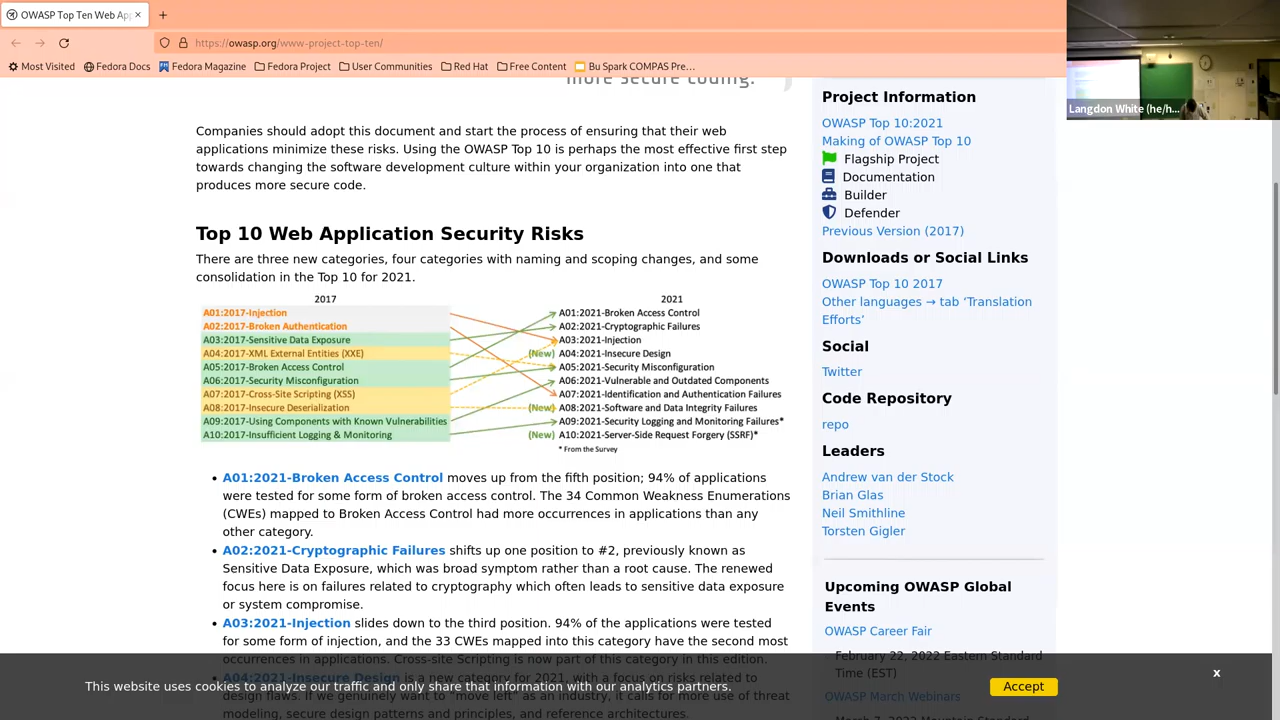 OWASP Top Ten Web Ap
https://owasp.org/www-project-top-ten/
Most Visited
Fedora Docs
Fedora Magazine
Fedora Project
User Communities
Red Hat
Free Content
Bu Spark COMPAS Pre…
Langdon White (he/h...
more secure coding.
Companies should adopt this document and start the process of ensuring that their web
applications minimize these risks. Using the OWASP Top 10 is perhaps the most effective first step
towards changing the software development culture within your organization into one that
produces more secure code.
Top 10 Web Application Security Risks
There are three new categories, four categories with naming and scoping changes, and some
consolidation in the Top 10 for 2021.
2017
A01:2017-Injection
A02:2017-Broken Authentication
A03:2017-Sensitive Data Exposure
A04:2017-XML External Entities (XXE)
A05:2017-Broken Access Control
A06:2017-Security Misconfiguration
A07:2017-Cross-Site Scripting (XSS)
A08:2017-Insecure Deserialization
A09:2017-Using Components with Known Vulnerabilities
A10:2017-Insufficient Logging & Monitoring
2021
A01:2021-Broken Access Control
A02:2021-Cryptographic Failures
A03:2021-Injection
(New) A04:2021-Insecure Design
A05:2021-Security Misconfiguration
A06:2021-Vulnerable and Outdated Components
A07:2021-Identification and Authentication Failures
(New) A08:2021-Software and Data Integrity Failures
A09:2021-Security Logging and Monitoring Failures*
(New) A10:2021-Server-Side Request Forgery (SSRF)*
* From the Survey
• A01:2021-Broken Access Control moves up from the fifth position; 94% of applications
were tested for some form of broken access control. The 34 Common Weakness Enumerations
(CWEs) mapped to Broken Access Control had more occurrences in applications than any
other category.
• A02:2021-Cryptographic Failures shifts up one position to #2, previously known as
Sensitive Data Exposure, which was broad symptom rather than a root cause. The renewed
focus here is on failures related to cryptography which often leads to sensitive data exposure
or system compromise.
• A03:2021-Injection slides down to the third position. 94% of the applications were tested
for some form of injection, and the 33 CWEs mapped into this category have the second most
occurrences in applications. Cross-site Scripting is now part of this category in this edition.
• A04:2021-Insecure Design is a new category for 2021, with a focus on risks related to
design flaws. If we genuinely want to "move left" as an industry, it calls for more use of threat
modeling, secure design patterns and principles, and reference architectures.
Project Information
OWASP Top 10:2021
Making of OWASP Top 10
Flagship Project
Documentation
Builder
Defender
Previous Version (2017)
Downloads or Social Links
OWASP Top 10 2017
Other languages → tab ‘Translation
Efforts’
Social
Twitter
Code Repository
repo
Leaders
Andrew van der Stock
Brian Glas
Neil Smithline
Torsten Gigler
Upcoming OWASP Global
Events
OWASP Career Fair
February 22, 2022 Eastern Standard
Time (EST)
OWASP March Webinars
This website uses cookies to analyze our traffic and only share that information with our analytics partners.
Accept
x